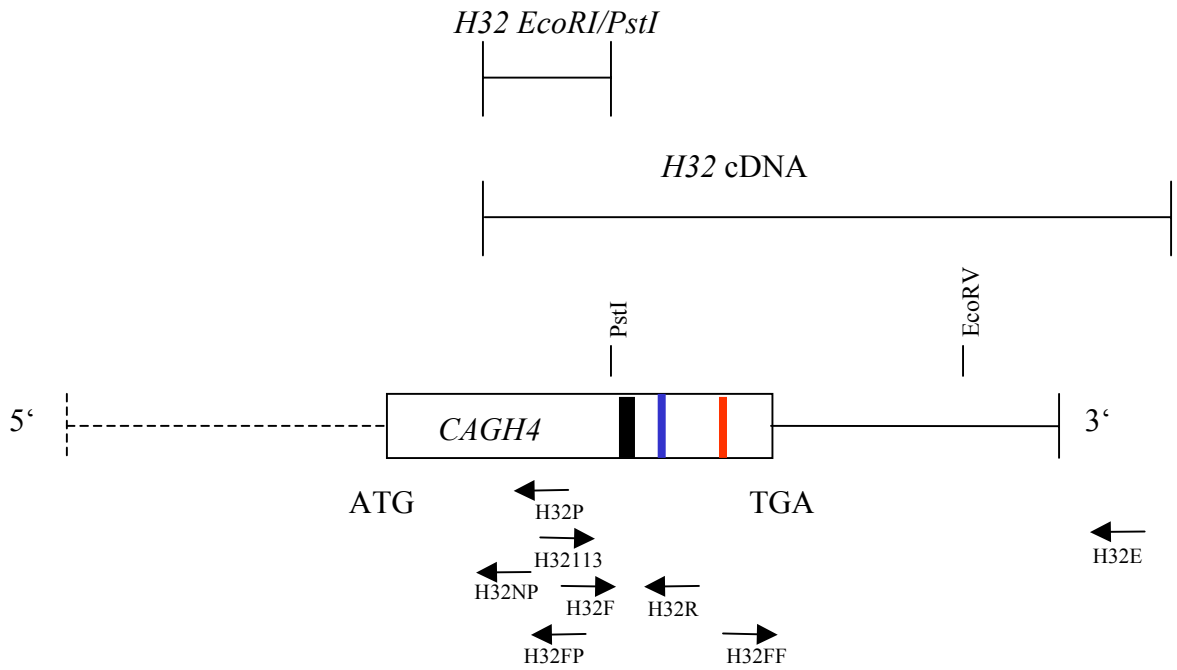 H32 EcoRI/PstI
H32 cDNA
PstI
EcoRV
5‘
CAGH4
3‘
ATG
TGA
H32P
H32113
H32E
H32NP
H32F
H32R
H32FP
H32FF